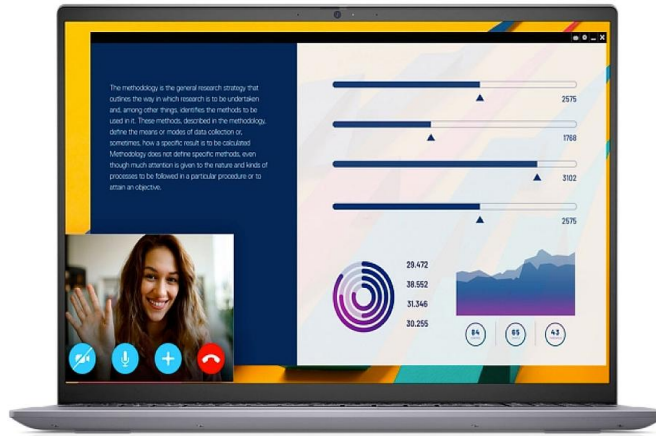 The methodology is the general research strategy that
outlines the way in which research is to be undertaken
and, among other things, identifies the methods to be
used in it. These methods, described in the methodology,
define the means or modes of data collection or,
sometimes, how a specific result is to be calculated
Methodology does not define specific methods, even
though much attention is given to the nature and kinds of
processes to be followed in a particular procedure or to
attain an objective.
2575
1768
3102
2575
29.472
38.552
31.346
30.255
84
65
43